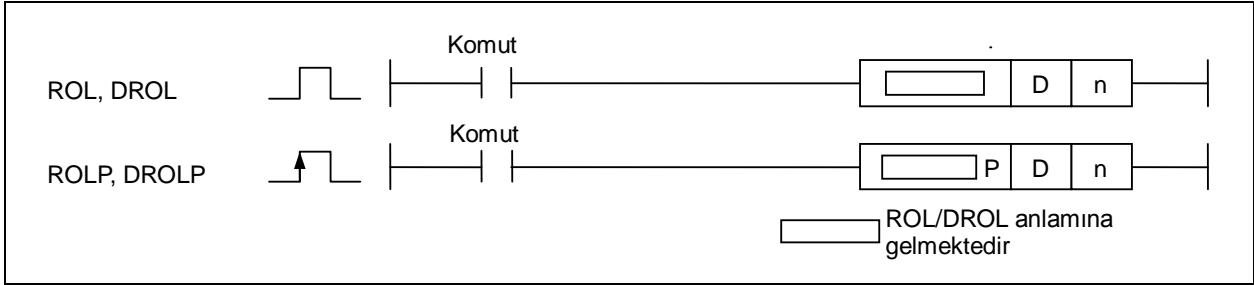 Komut
ROL, DROL
D
n
Komut
ROLP, DROLP
P
D
n
ROL/DROL anlamına
gelmektedir